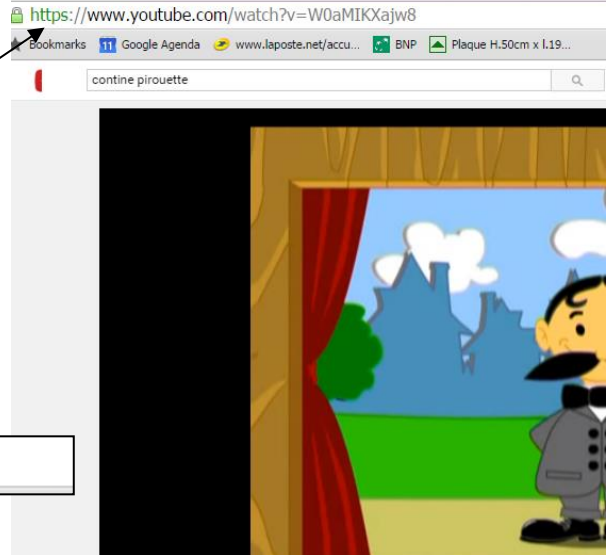 https://www.youtube.com/watch?v=W0aMIKXajw8
Bookmarks 11 Google Agenda www.laposte.net/accu... BNP Plaque H.50cm x l.19...
contine pirouette